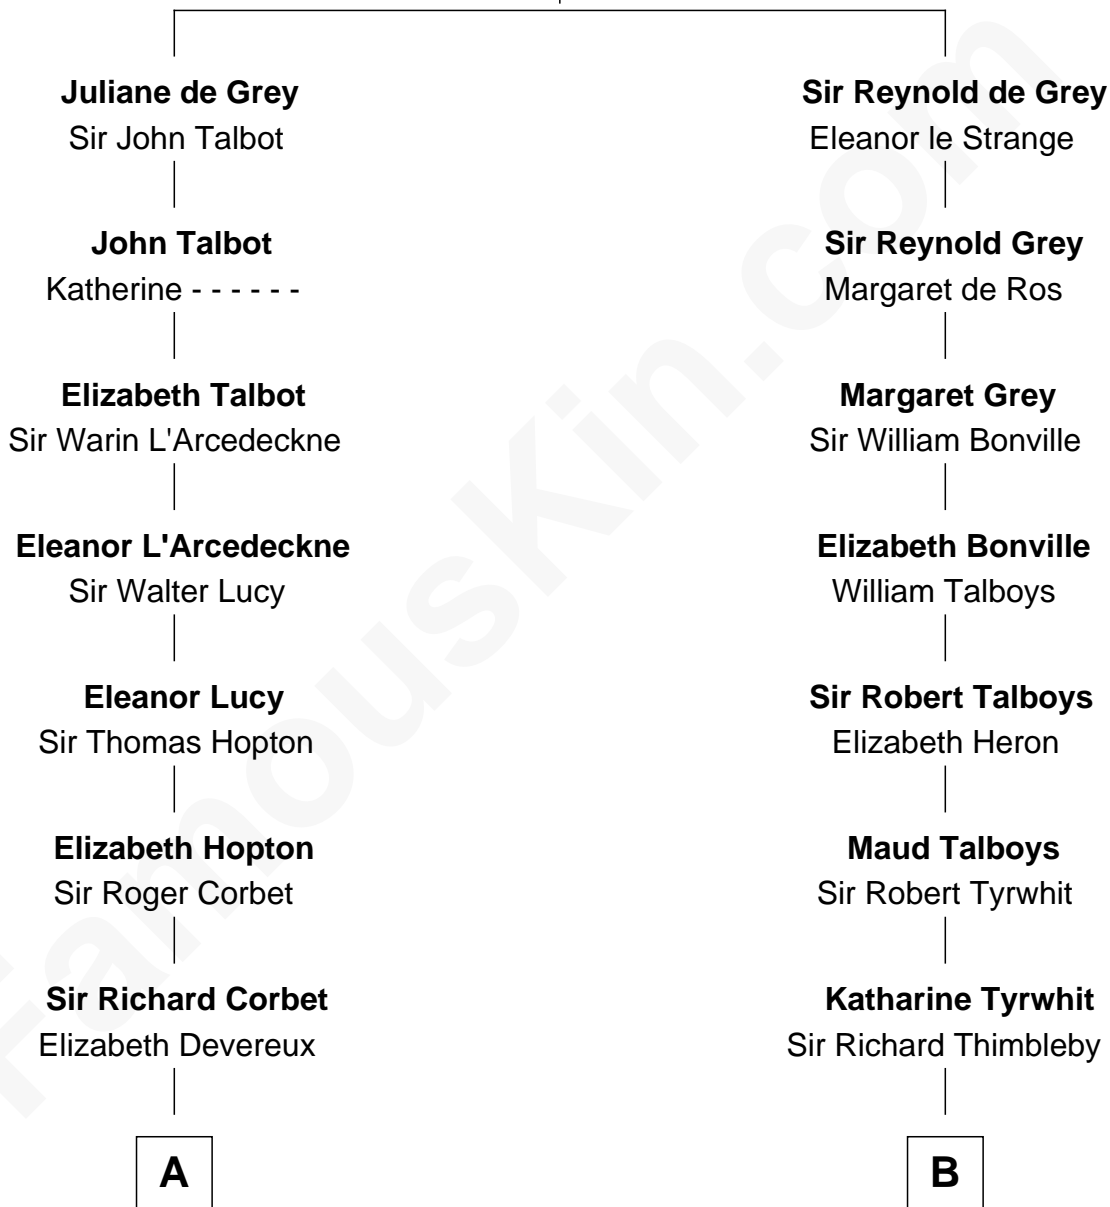 Juliane de Grey
Sir John Talbot
John Talbot
Katherine - - - - - -
Elizabeth Talbot
Sir Warin L'Arcedeckne
Eleanor L'Arcedeckne
Sir Walter Lucy
Eleanor Lucy
Sir Thomas Hopton
Elizabeth Hopton
Sir Roger Corbet
Sir Richard Corbet
Elizabeth Devereux
A
Sir Reynold de Grey
Eleanor le Strange
Sir Reynold Grey
Margaret de Ros
Margaret Grey
Sir William Bonville
Elizabeth Bonville
William Talboys
Sir Robert Talboys
Elizabeth Heron
Maud Talboys
Sir Robert Tyrwhit
Katharine Tyrwhit
Sir Richard Thimbleby
B
FamousKin.com